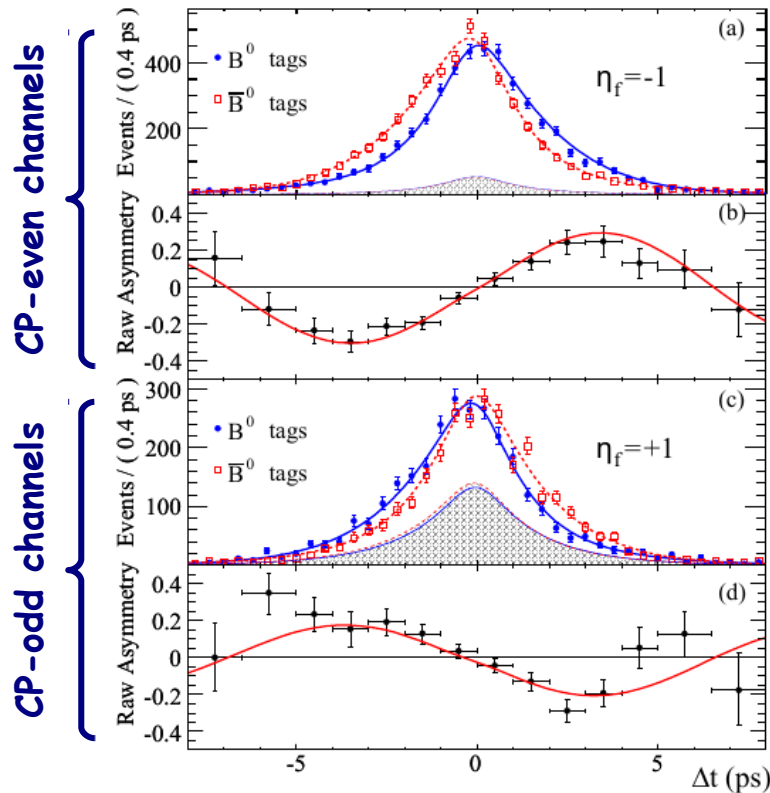 CP-even channels
Events / ( 0.4 ps )
400
200
B⁰ tags
B̅⁰ tags
η_f=-1
(a)
Raw Asymmetry
0.4
0.2
0
-0.2
-0.4
(b)
CP-odd channels
Events / ( 0.4 ps )
300
200
100
B⁰ tags
B̅⁰ tags
η_f=+1
(c)
Raw Asymmetry
0.4
0.2
0
-0.2
-0.4
(d)
-5 0 5
Δt (ps)